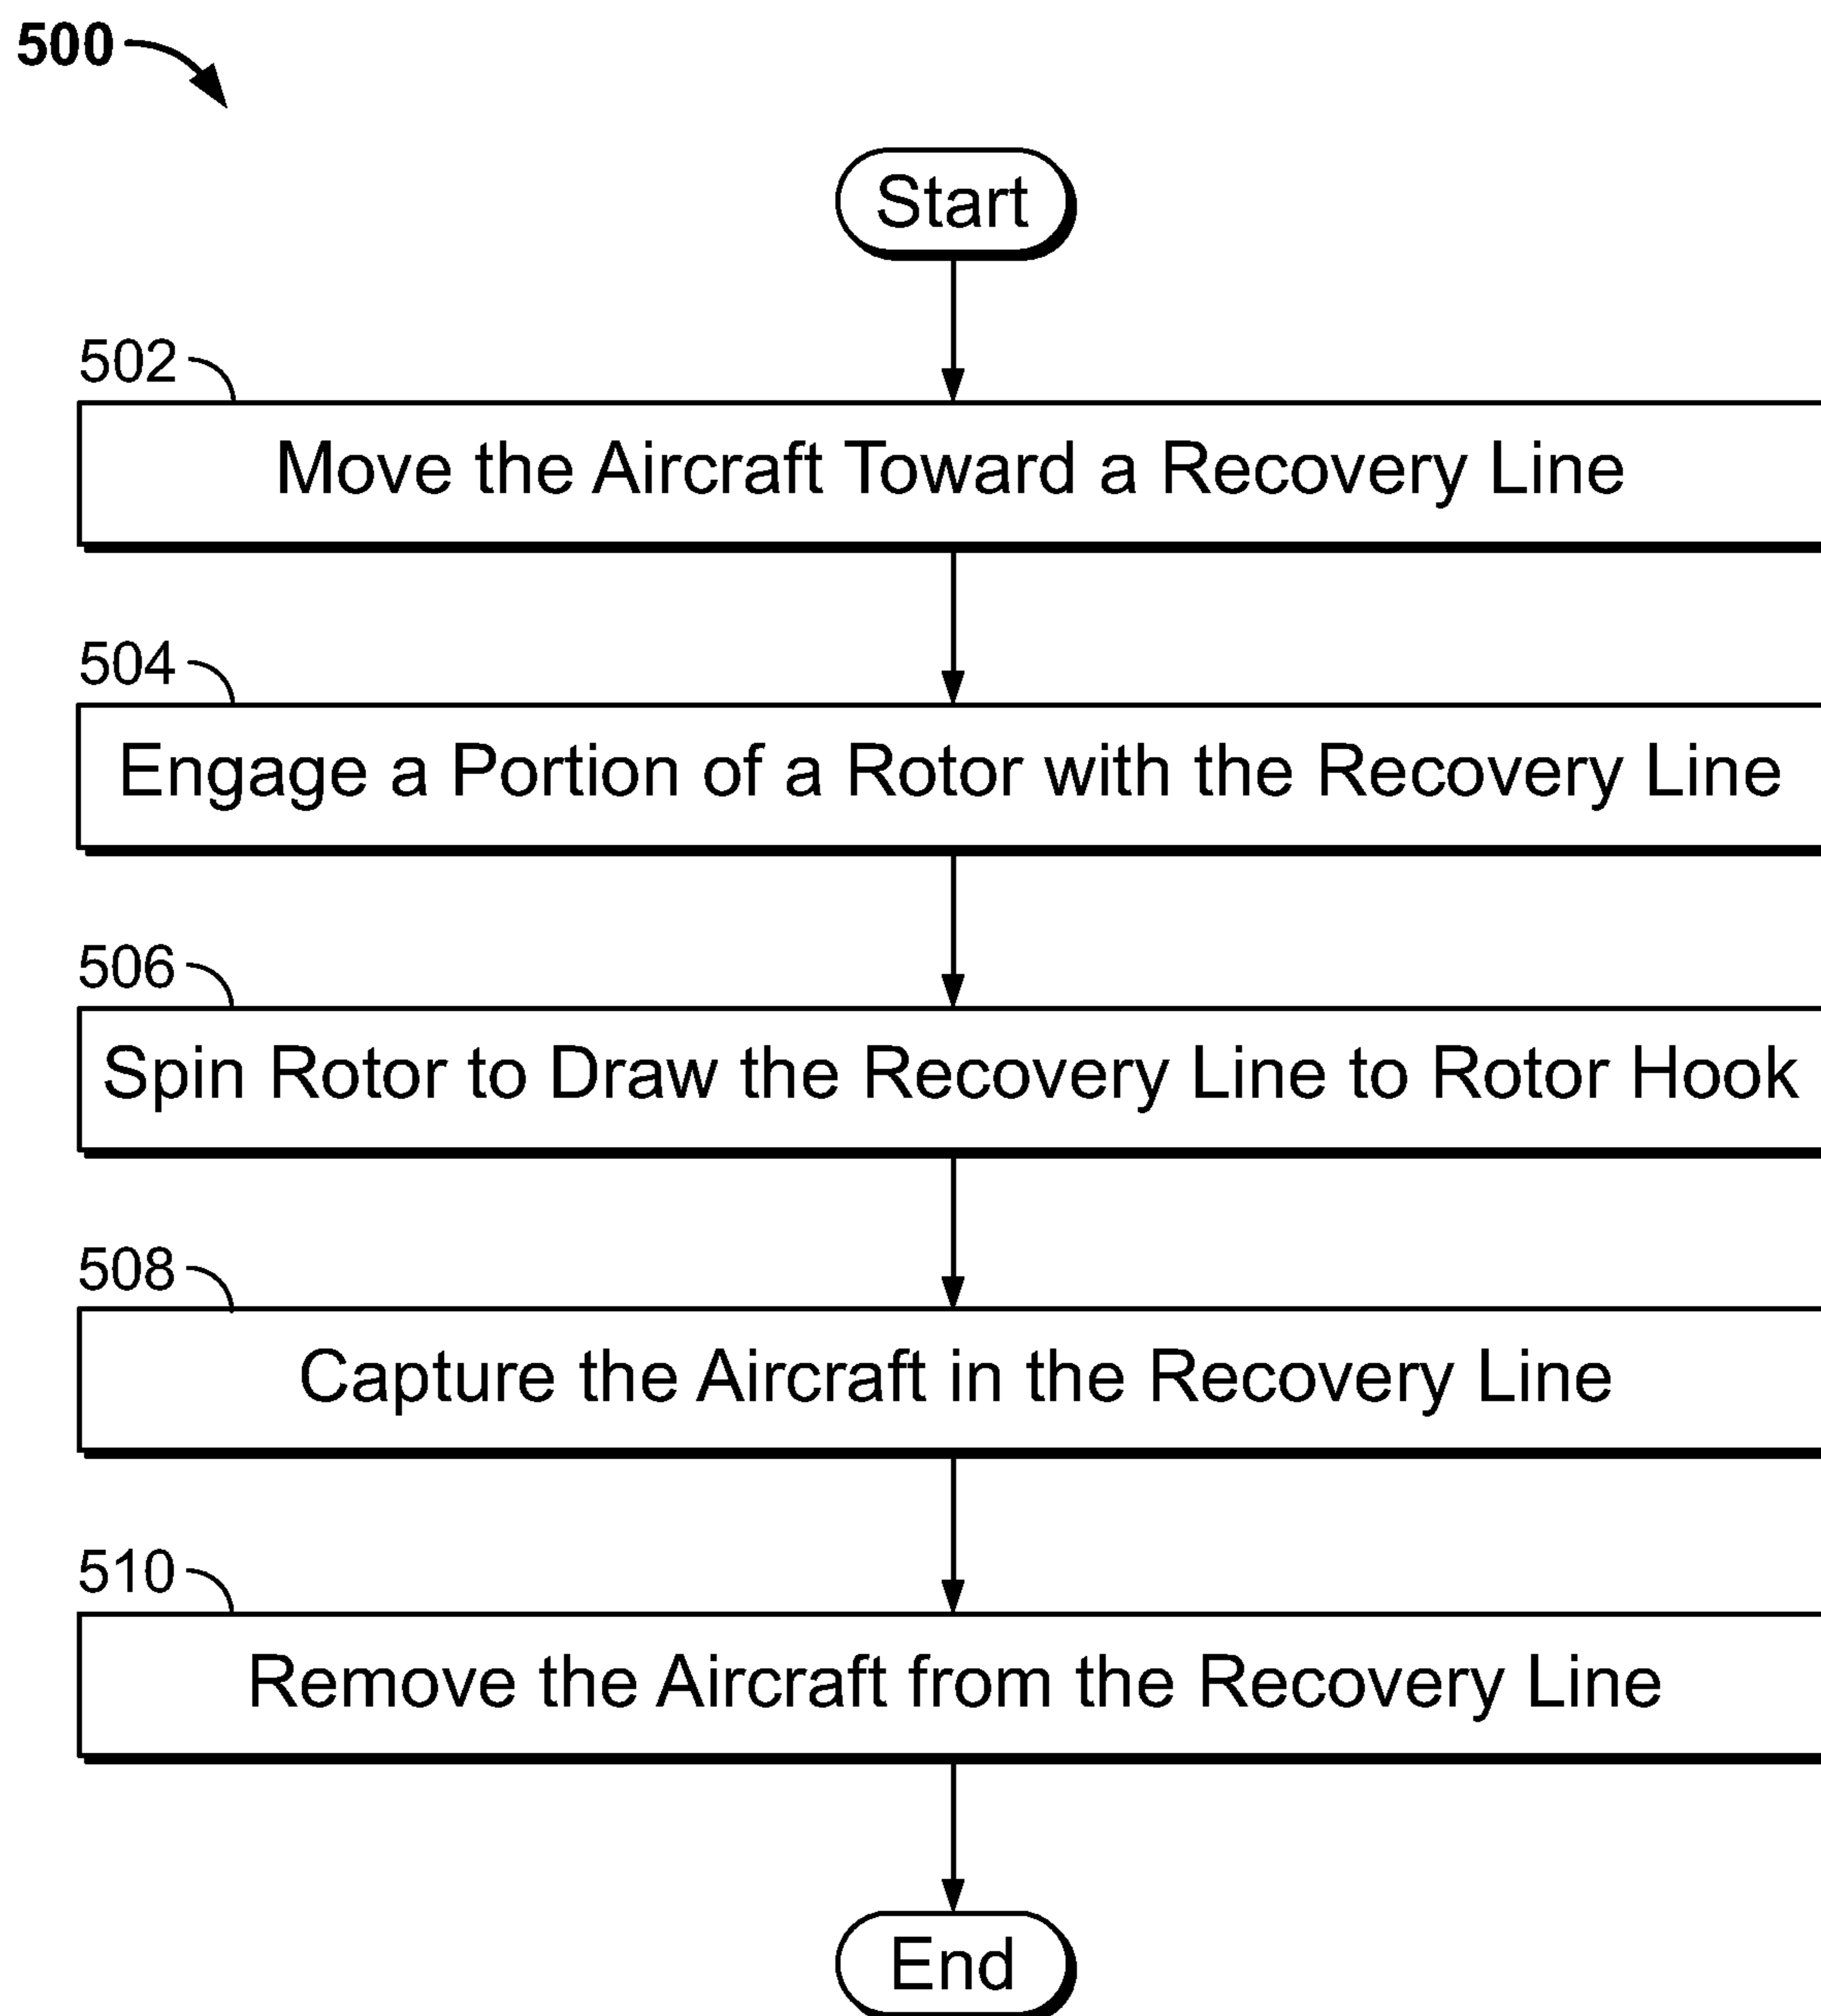 500
Start
502
Move the Aircraft Toward a Recovery Line
504
Engage a Portion of a Rotor with the Recovery Line
506
Spin Rotor to Draw the Recovery Line to Rotor Hook
508
Capture the Aircraft in the Recovery Line
510
Remove the Aircraft from the Recovery Line
End